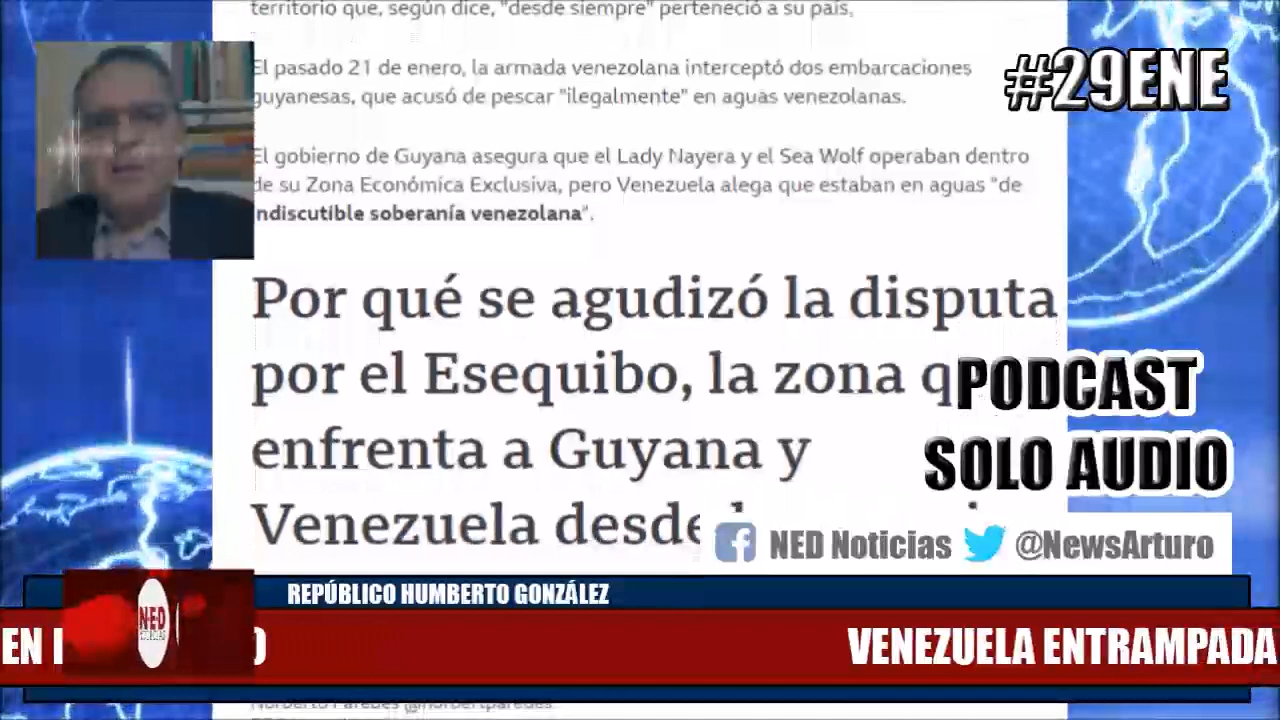 territorio que, según dice, "desde siempre" perteneció a su país,
#29ENE
El pasado 21 de enero, la armada venezolana interceptó dos embarcaciones
guyanesas, que acusó de pescar "ilegalmente" en aguas venezolanas.
El gobierno de Guyana asegura que el Lady Nayera y el Sea Wolf operaban dentro
de su Zona Económica Exclusiva, pero Venezuela alega que estaban en aguas "de
indiscutible soberanía venezolana".
Por qué se agudizó la disputa
por el Esequibo, la zona q
enfrenta a Guyana y
Venezuela desde
PODCAST
SOLO AUDIO
NED Noticias @NewsArturo
REPÚBLICO HUMBERTO GONZÁLEZ
NED
EN
VENEZUELA ENTRAMPADA
Norberto Paredes @norbertparedes